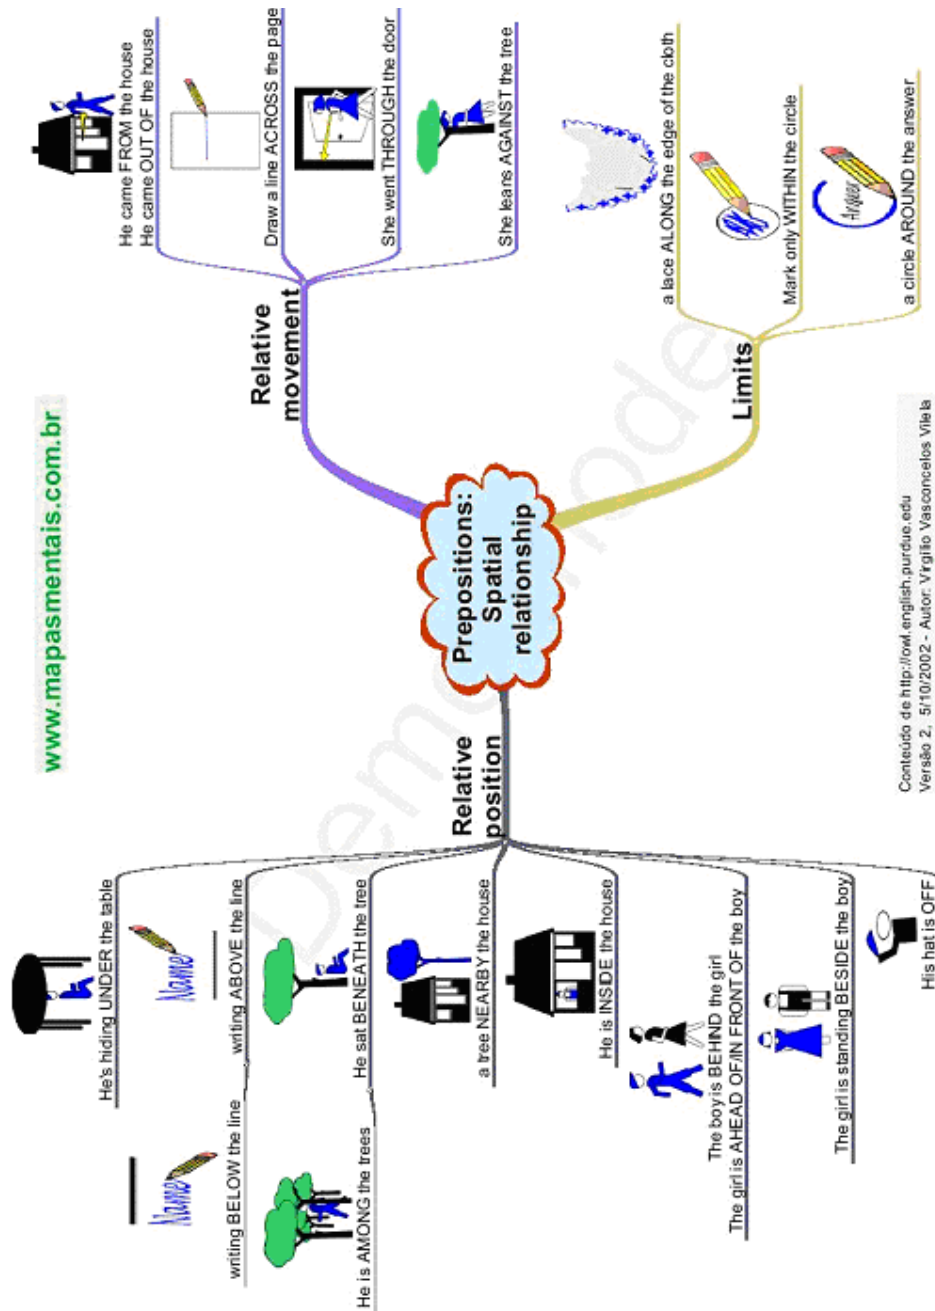 www.mapasmentais.com.br
Prepositions:
Spatial
relationship
Relative
movement
He came FROM the house
He came OUT OF the house
Draw a line ACROSS the page
She went THROUGH the door
She leans AGAINST the tree
Limits
a lace ALONG the edge of the cloth
Mark only WITHIN the circle
Answer
a circle AROUND the answer
Relative
position
He's hiding UNDER the table
Name
writing ABOVE the line
Name
writing BELOW the line
He sat BENEATH the tree
He is AMONG the trees
a tree NEARBY the house
He is INSIDE the house
The boy is BEHIND the girl
The girl is AHEAD OF/IN FRONT OF the boy
The girl is standing BESIDE the boy
His hat is OFF
Conteúdo de http://owl.english.purdue.edu
Versão 2, 5/10/2002 - Autor: Virgílio Vasconcelos Vilela